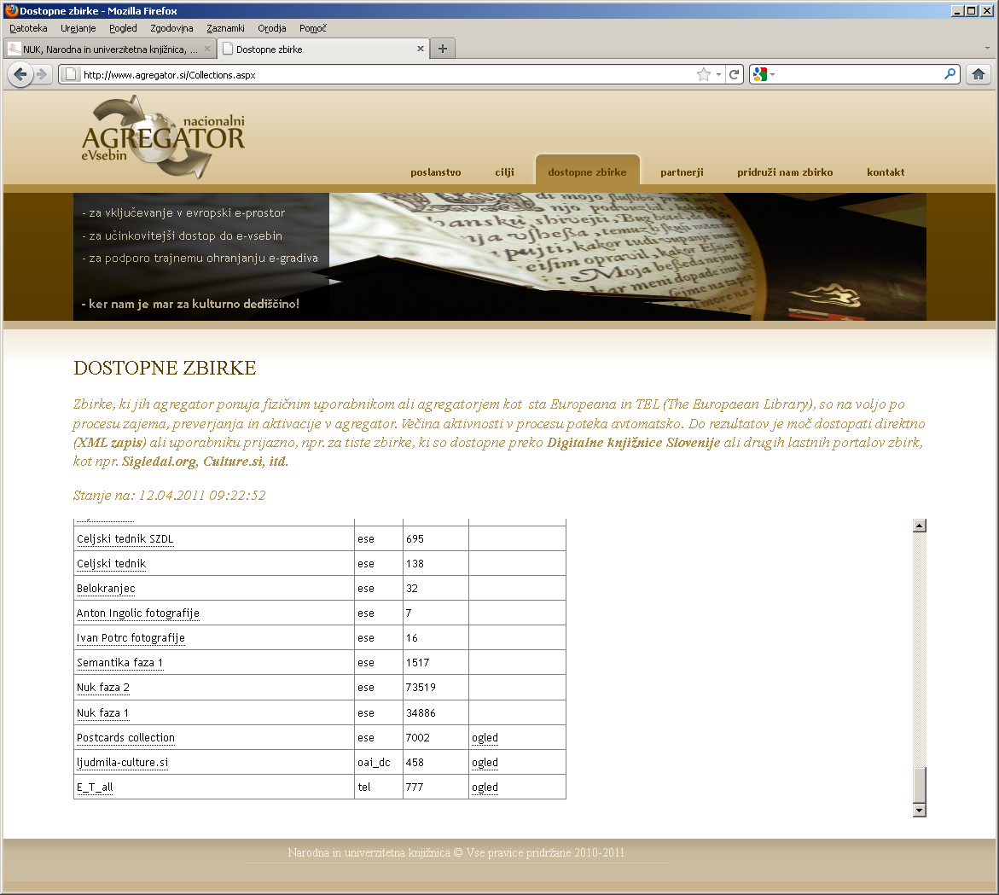 Dostopne zbirke - Mozilla Firefox
Datoteka Urejanje Pogled Zgodovina Zaznamki Orodja Pomoč
NUK, Narodna in univerzitetna knjižnica, ... Dostopne zbirke
http://www.agregator.si/Collections.aspx
nacionalni
AGREGATOR
eVsebin
poslanstvo cilji dostopne zbirke partnerji pridruži nam zbirko kontakt
- za vključevanje v evropski e-prostor
- za učinkovitejši dostop do e-vsebin
- za podporo trajnemu ohranjanju e-gradiva
- ker nam je mar za kulturno dediščino!
DOSTOPNE ZBIRKE
Zbirke, ki jih agregator ponuja fizičnim uporabnikom ali agregatorjem kot sta Europeana in TEL (The Europaean Library), so na voljo po
procesu zajema, preverjanja in aktivacije v agregator. Večina aktivnosti v procesu poteka avtomatsko. Do rezultatov je moč dostopati direktno
(XML zapis) ali uporabniku prijazno, npr. za tiste zbirke, ki so dostopne preko Digitalne knjižnice Slovenije ali drugih lastnih portalov zbirk,
kot npr. Sigledal.org, Culture.si, itd.
Stanje na: 12.04.2011 09:22:52
Celjski tednik SZDL ese 695
Celjski tednik ese 138
Belokranjec ese 32
Anton Ingolic fotografije ese 7
Ivan Potrc fotografije ese 16
Semantika faza 1 ese 1517
Nuk faza 2 ese 73519
Nuk faza 1 ese 34886
Postcards collection ese 7002 ogled
ljudmila-culture.si oai_dc 458 ogled
E_T_all tel 777 ogled
Narodna in univerzitetna knjižnica © Vse pravice pridržane 2010-2011